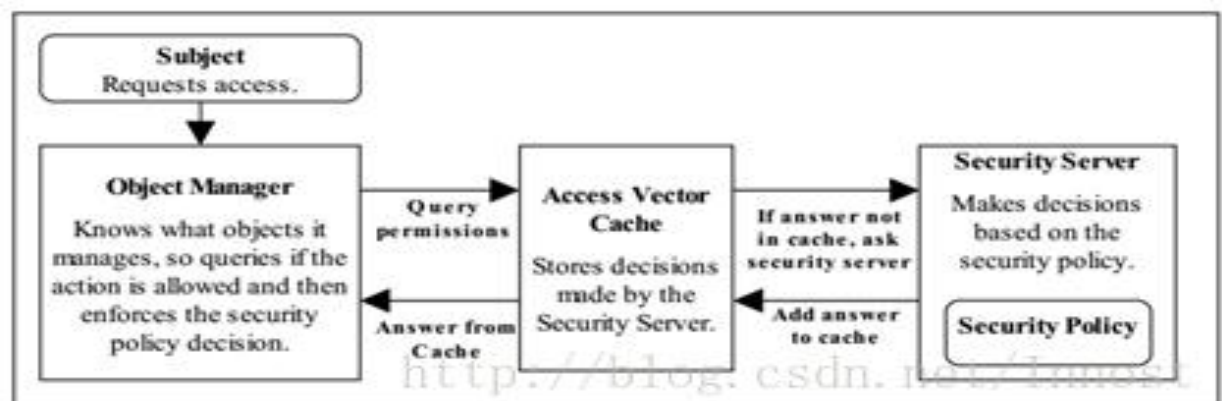 Subject
Requests access.
Object Manager
Knows what objects it
manages, so queries if the
action is allowed and then
enforces the security
policy decision.
Query
permissions
Answer from
Cache
Access Vector
Cache
Stores decisions
made by the
Security Server.
If answer not
in cache, ask
security server
Add answer
to cache
Security Server
Makes decisions
based on the
security policy.
Security Policy
http://blog.csdn.net/Innost